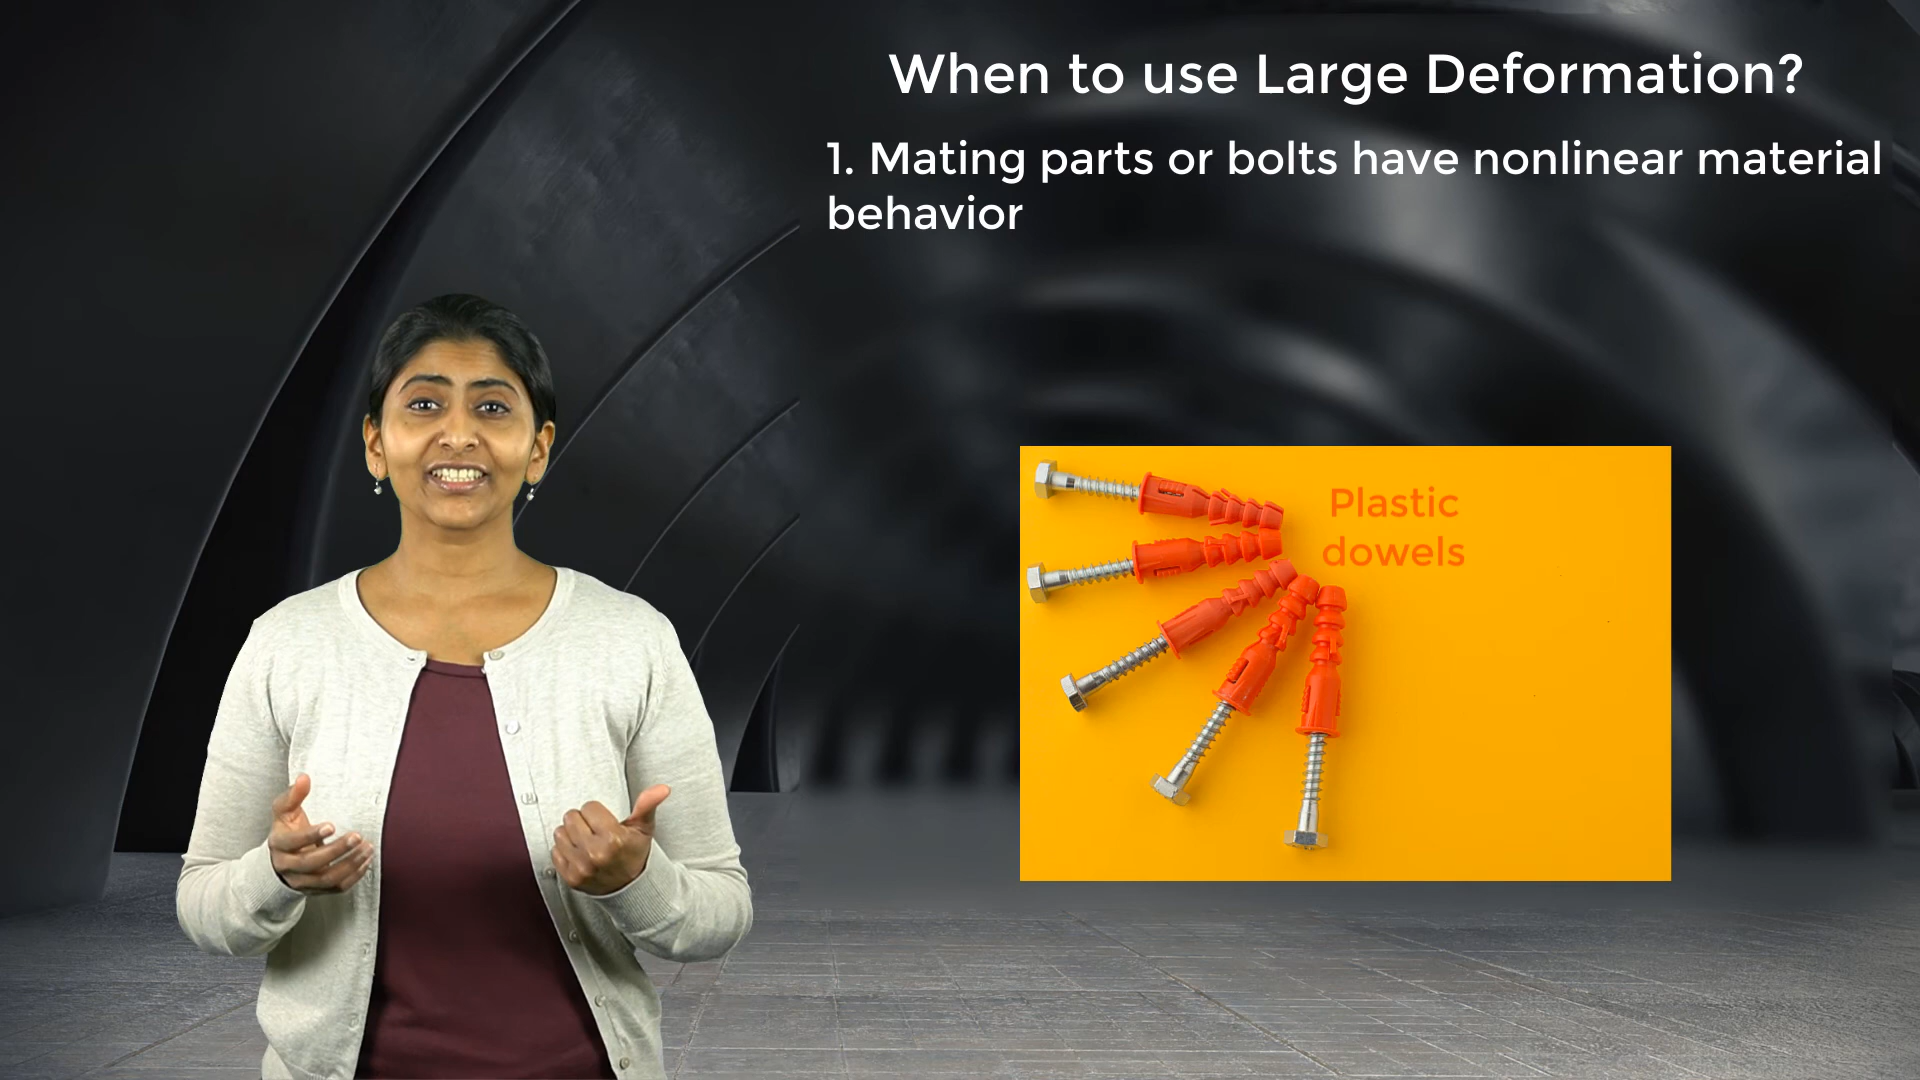 When to use Large Deformation?
1. Mating parts or bolts have nonlinear material
behavior
Plastic
dowels